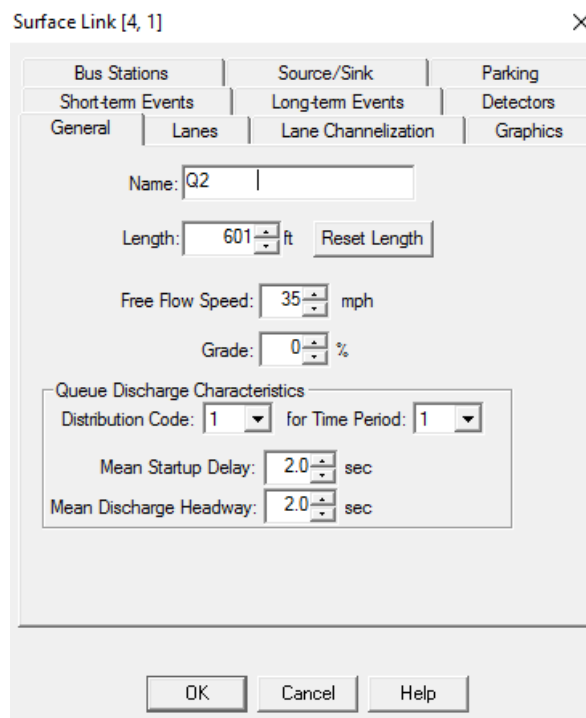 Surface Link [4, 1]
Bus Stations Source/Sink Parking
Short-term Events Long-term Events Detectors
General Lanes Lane Channelization Graphics
Name: Q2
Length: 601 ft Reset Length
Free Flow Speed: 35 mph
Grade: 0 %
Queue Discharge Characteristics
Distribution Code: 1 for Time Period: 1
Mean Startup Delay: 2.0 sec
Mean Discharge Headway: 2.0 sec
OK Cancel Help